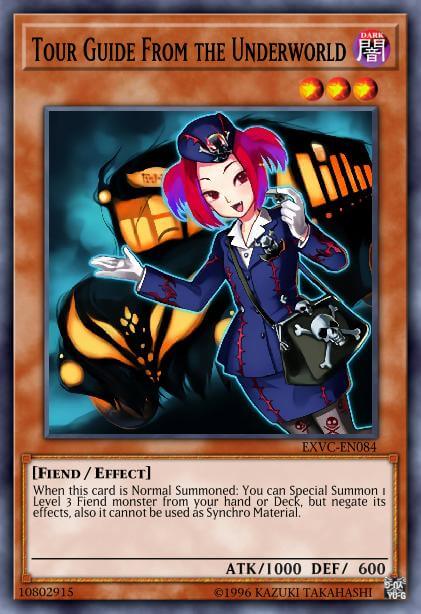 TOUR GUIDE FROM THE UNDERWORLD
DARK
闇
EXVC-EN084
[FIEND / EFFECT]
When this card is Normal Summoned: You can Special Summon 1
Level 3 Fiend monster from your hand or Deck, but negate its
effects, also it cannot be used as Synchro Material.
ATK/1000 DEF/ 600
10802915
©1996 KAZUKI TAKAHASHI